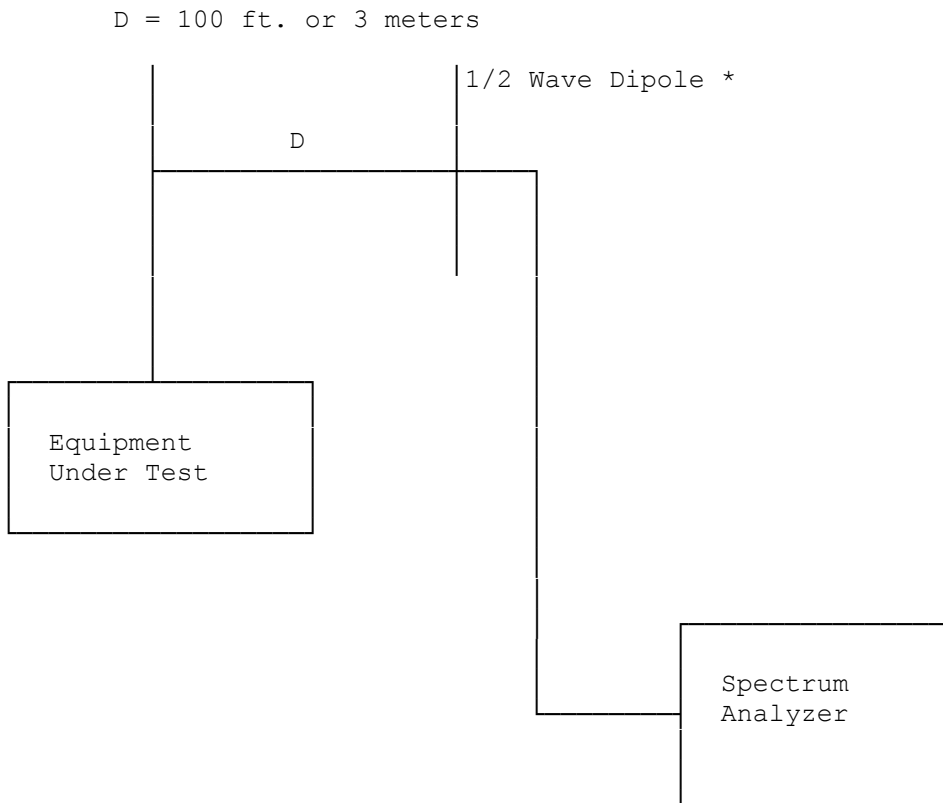 D = 100 ft. or 3 meters
1/2 Wave Dipole *
D
Equipment
Under Test
Spectrum
Analyzer